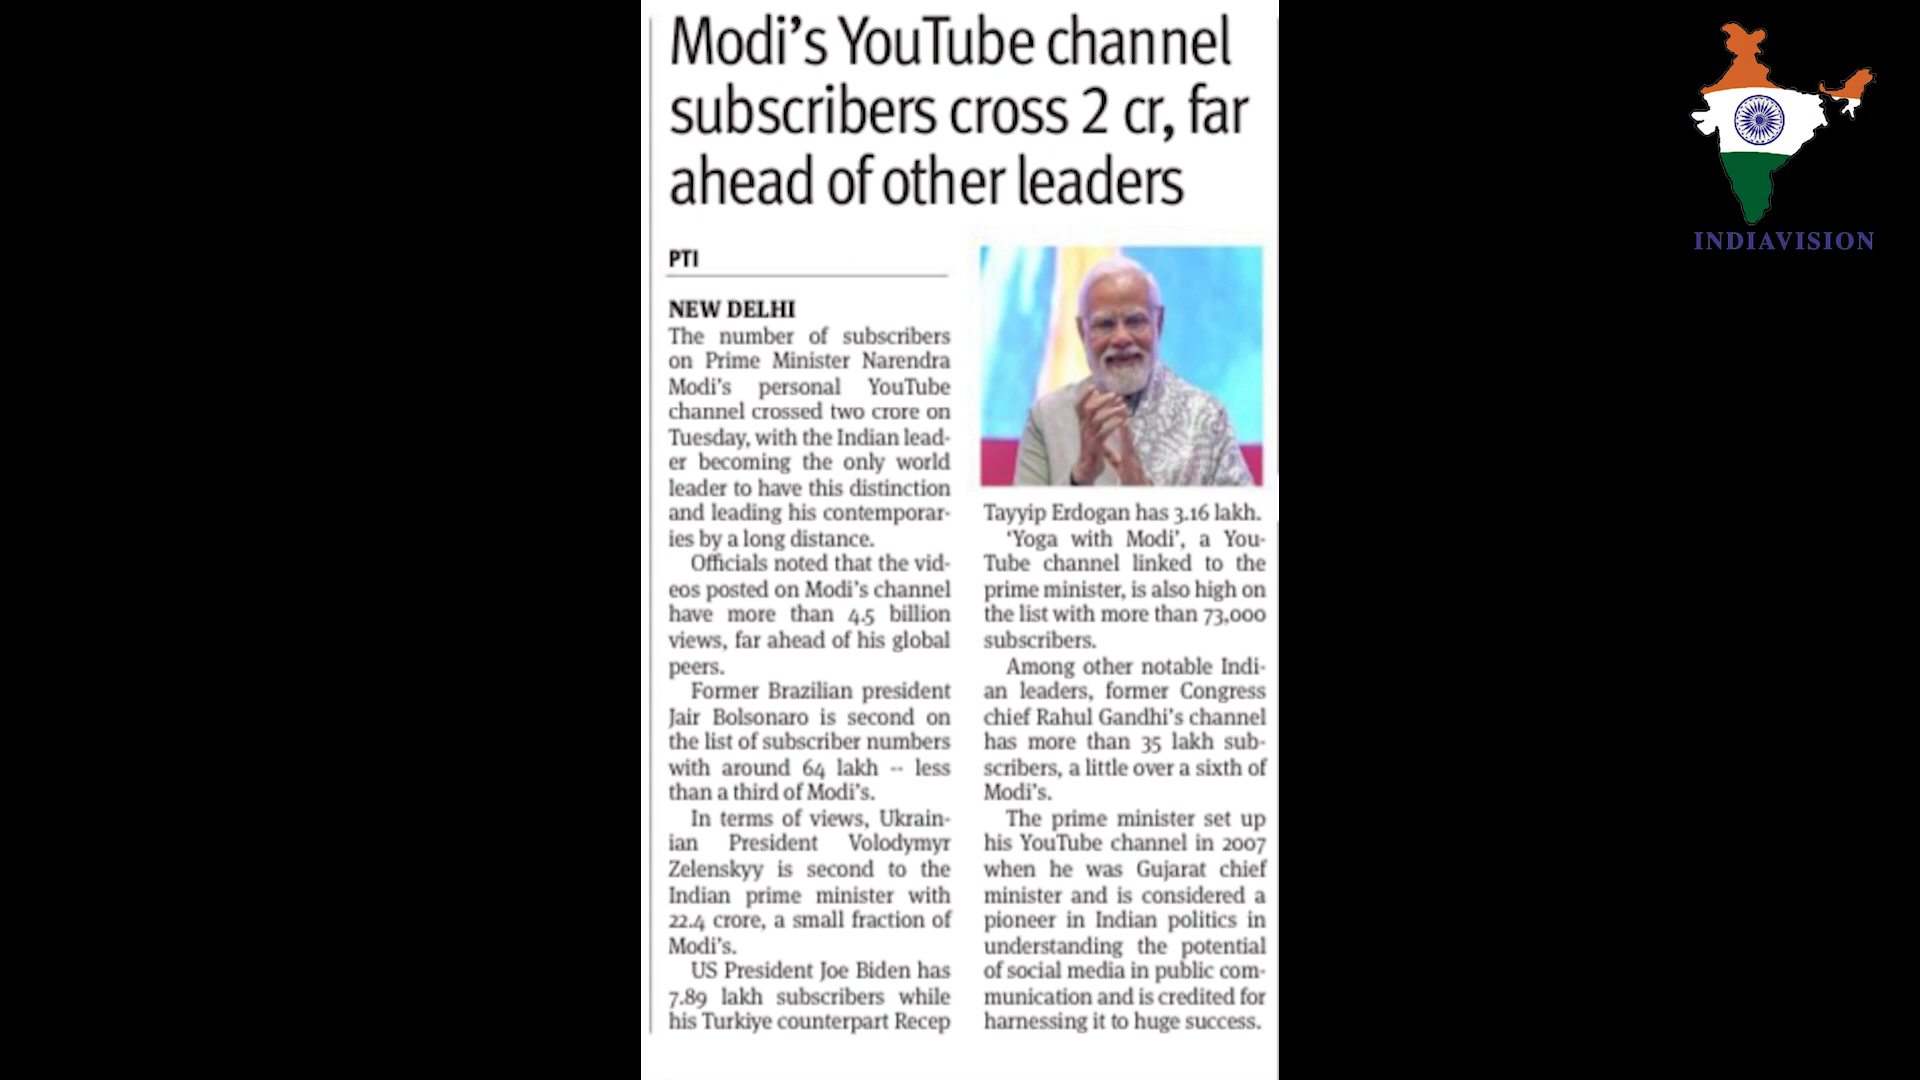 Modi's YouTube channel
subscribers cross 2 cr, far
ahead of other leaders
PTI
NEW DELHI
The number of subscribers
on Prime Minister Narendra
Modi's personal YouTube
channel crossed two crore on
Tuesday, with the Indian lead-
er becoming the only world
leader to have this distinction
and leading his contemporar-
ies by a long distance.
Officials noted that the vid-
eos posted on Modi's channel
have more than 4.5 billion
views, far ahead of his global
peers.
Former Brazilian president
Jair Bolsonaro is second on
the list of subscriber numbers
with around 64 lakh -- less
than a third of Modi's.
In terms of views, Ukrain-
ian President Volodymyr
Zelenskyy is second to the
Indian prime minister with
22.4 crore, a small fraction of
Modi's.
US President Joe Biden has
7.89 lakh subscribers while
his Turkiye counterpart Recep
Tayyip Erdogan has 3.16 lakh.
'Yoga with Modi', a You-
Tube channel linked to the
prime minister, is also high on
the list with more than 73,000
subscribers.
Among other notable Indi-
an leaders, former Congress
chief Rahul Gandhi's channel
has more than 35 lakh sub-
scribers, a little over a sixth of
Modi's.
The prime minister set up
his YouTube channel in 2007
when he was Gujarat chief
minister and is considered a
pioneer in Indian politics in
understanding the potential
of social media in public com-
munication and is credited for
harnessing it to huge success.
INDIAVISION